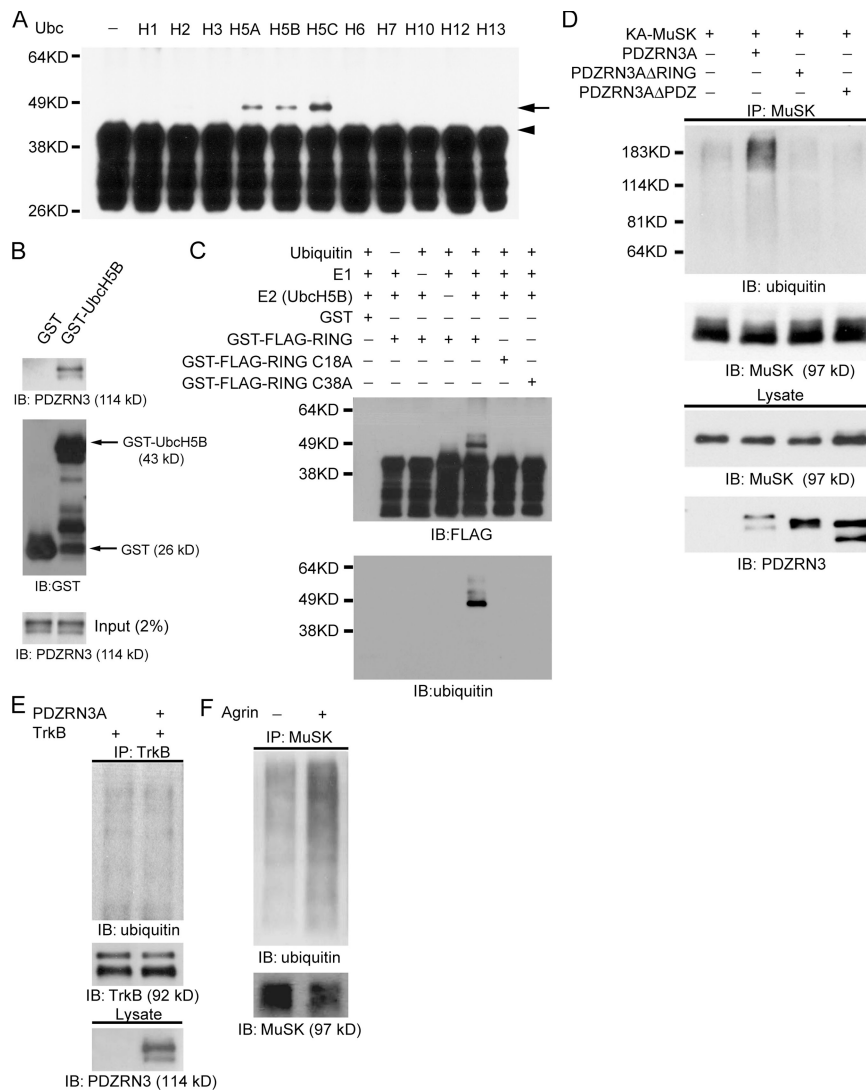 A
Ubc – H1 H2 H3 H5A H5B H5C H6 H7 H10 H12 H13
64KD
49KD
38KD
26KD
B
GST
GST-UbcH5B
IB: PDZRN3 (114 kD)
GST-UbcH5B
(43 kD)
GST (26 kD)
IB:GST
Input (2%)
IB: PDZRN3 (114 kD)
C
Ubiquitin + – + + + + +
E1 + + – + + + +
E2 (UbcH5B) + + + – + + +
GST + – – – – – –
GST-FLAG-RING – + + + + – –
GST-FLAG-RING C18A – – – – – + –
GST-FLAG-RING C38A – – – – – – +
64KD
49KD
38KD
IB:FLAG
64KD
49KD
38KD
IB:ubiquitin
D
KA-MuSK + + + +
PDZRN3A – + – –
PDZRN3AΔRING – – + –
PDZRN3AΔPDZ – – – +
IP: MuSK
183KD
114KD
81KD
64KD
IB: ubiquitin
IB: MuSK (97 kD)
Lysate
IB: MuSK (97 kD)
IB: PDZRN3
E
PDZRN3A +
TrkB + +
IP: TrkB
IB: ubiquitin
IB: TrkB (92 kD)
Lysate
IB: PDZRN3 (114 kD)
F
Agrin – +
IP: MuSK
IB: ubiquitin
IB: MuSK (97 kD)